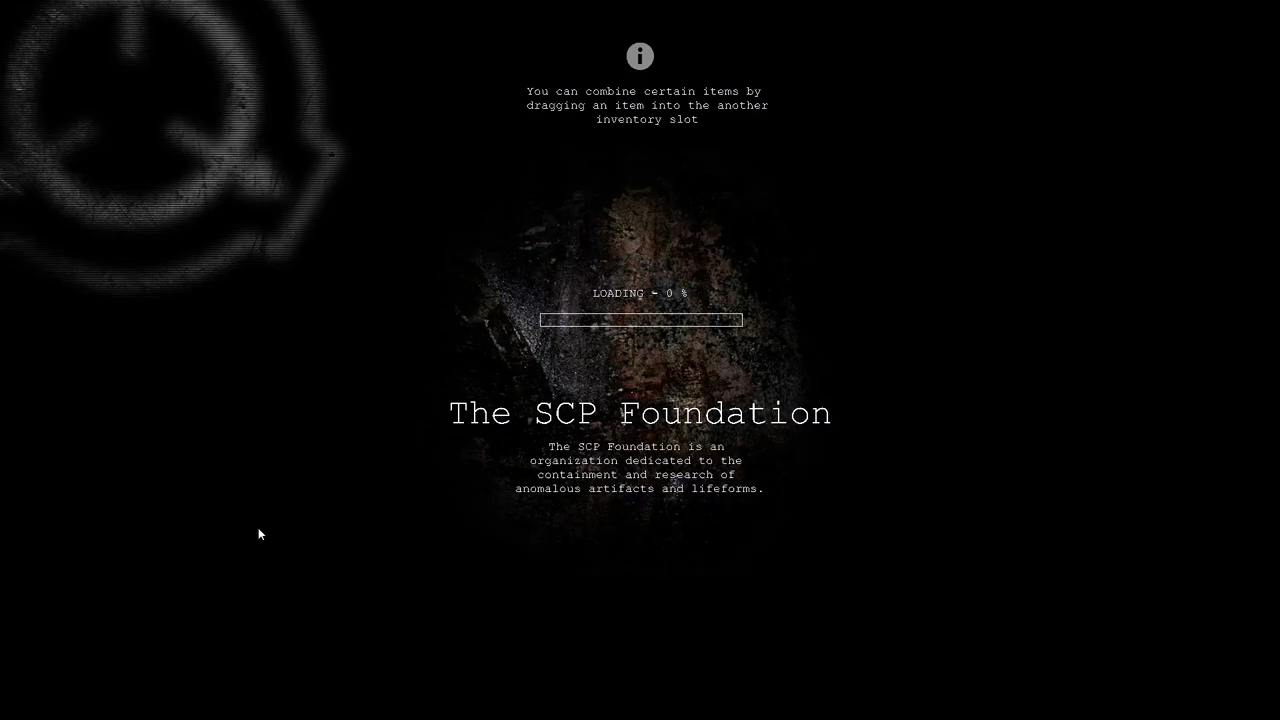 You can combine certain items by
dragging an item into the another
inventory slot
LOADING - 0 %
The SCP Foundation
The SCP Foundation is an
organization dedicated to the
containment and research of
anomalous artifacts and lifeforms.